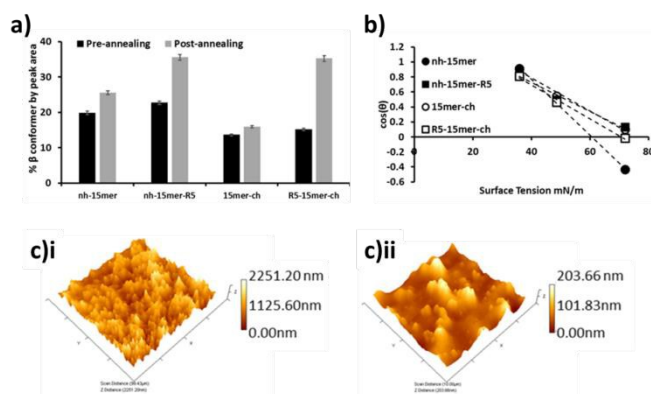 a)
% β conformer by peak area
40
30
20
10
0
Pre-annealing
Post-annealing
nh-15mer
nh-15mer-R5
15mer-ch
R5-15mer-ch
b)
cos(θ)
1
0.8
0.6
0.4
0.2
0
-0.2
-0.4
-0.6
nh-15mer
nh-15mer-R5
15mer-ch
R5-15mer-ch
0 20 40 60 80
Surface Tension mN/m
c)i
2251.20 nm
1125.60nm
0.00nm
c)ii
203.66 nm
101.83nm
0.00nm